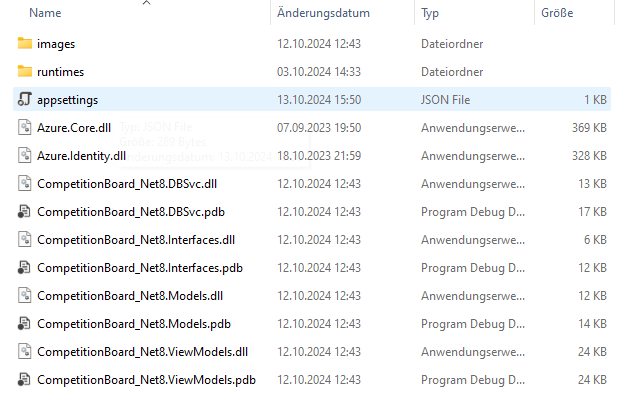 Name Änderungsdatum Typ Größe
images 12.10.2024 12:43 Dateiordner
runtimes 03.10.2024 14:33 Dateiordner
appsettings 13.10.2024 15:50 JSON File 1 KB
Azure.Core.dll 07.09.2023 19:50 Anwendungserwe... 369 KB
Typ: JSON File
Größe: 289 Bytes
Azure.Identity.dll 18.10.2023 21:59 Anwendungserwe... 328 KB
Änderungsdatum: 13.10.2024
CompetitionBoard_Net8.DBSvc.dll 12.10.2024 12:43 Anwendungserwe... 13 KB
CompetitionBoard_Net8.DBSvc.pdb 12.10.2024 12:43 Program Debug D... 17 KB
CompetitionBoard_Net8.Interfaces.dll 12.10.2024 12:43 Anwendungserwe... 6 KB
CompetitionBoard_Net8.Interfaces.pdb 12.10.2024 12:43 Program Debug D... 12 KB
CompetitionBoard_Net8.Models.dll 12.10.2024 12:43 Anwendungserwe... 12 KB
CompetitionBoard_Net8.Models.pdb 12.10.2024 12:43 Program Debug D... 14 KB
CompetitionBoard_Net8.ViewModels.dll 12.10.2024 12:43 Anwendungserwe... 24 KB
CompetitionBoard_Net8.ViewModels.pdb 12.10.2024 12:43 Program Debug D... 24 KB